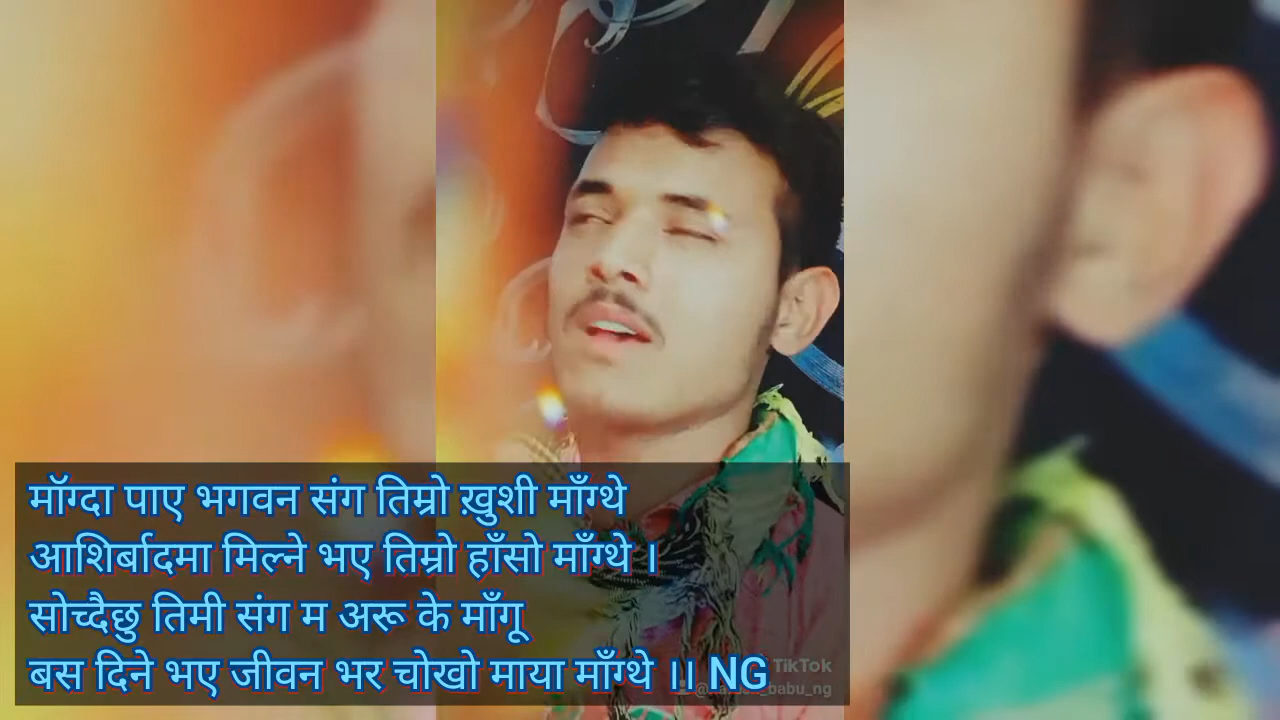 मॉग्दा पाए भगवन संग तिम्रो ख़ुशी माँग्थे
आशिर्बादमा मिल्ने भए तिम्रो हाँसो माँग्थे ।
सोच्दैछु तिमी संग म अरू के माँगू
बस दिने भए जीवन भर चोखो माया माँग्थे ।। NG
TikTok